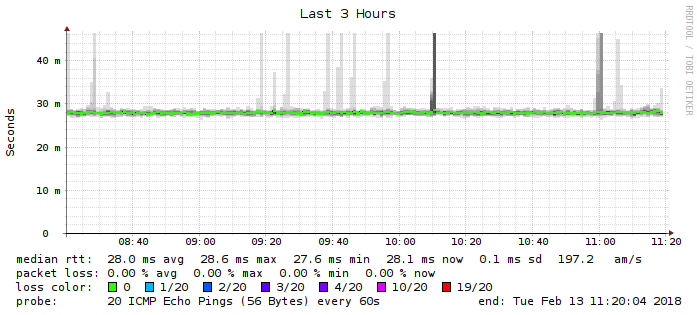 Last 3 Hours
RRDTOOL / TOBI OETIKER
Seconds
40 m
30 m
20 m
10 m
0
08:40 09:00 09:20 09:40 10:00 10:20 10:40 11:00 11:20
median rtt: 28.0 ms avg 28.6 ms max 27.6 ms min 28.1 ms now 0.1 ms sd 197.2 am/s
packet loss: 0.00 % avg 0.00 % max 0.00 % min 0.00 % now
loss color: 0 1/20 2/20 3/20 4/20 10/20 19/20
probe: 20 ICMP Echo Pings (56 Bytes) every 60s end: Tue Feb 13 11:20:04 2018